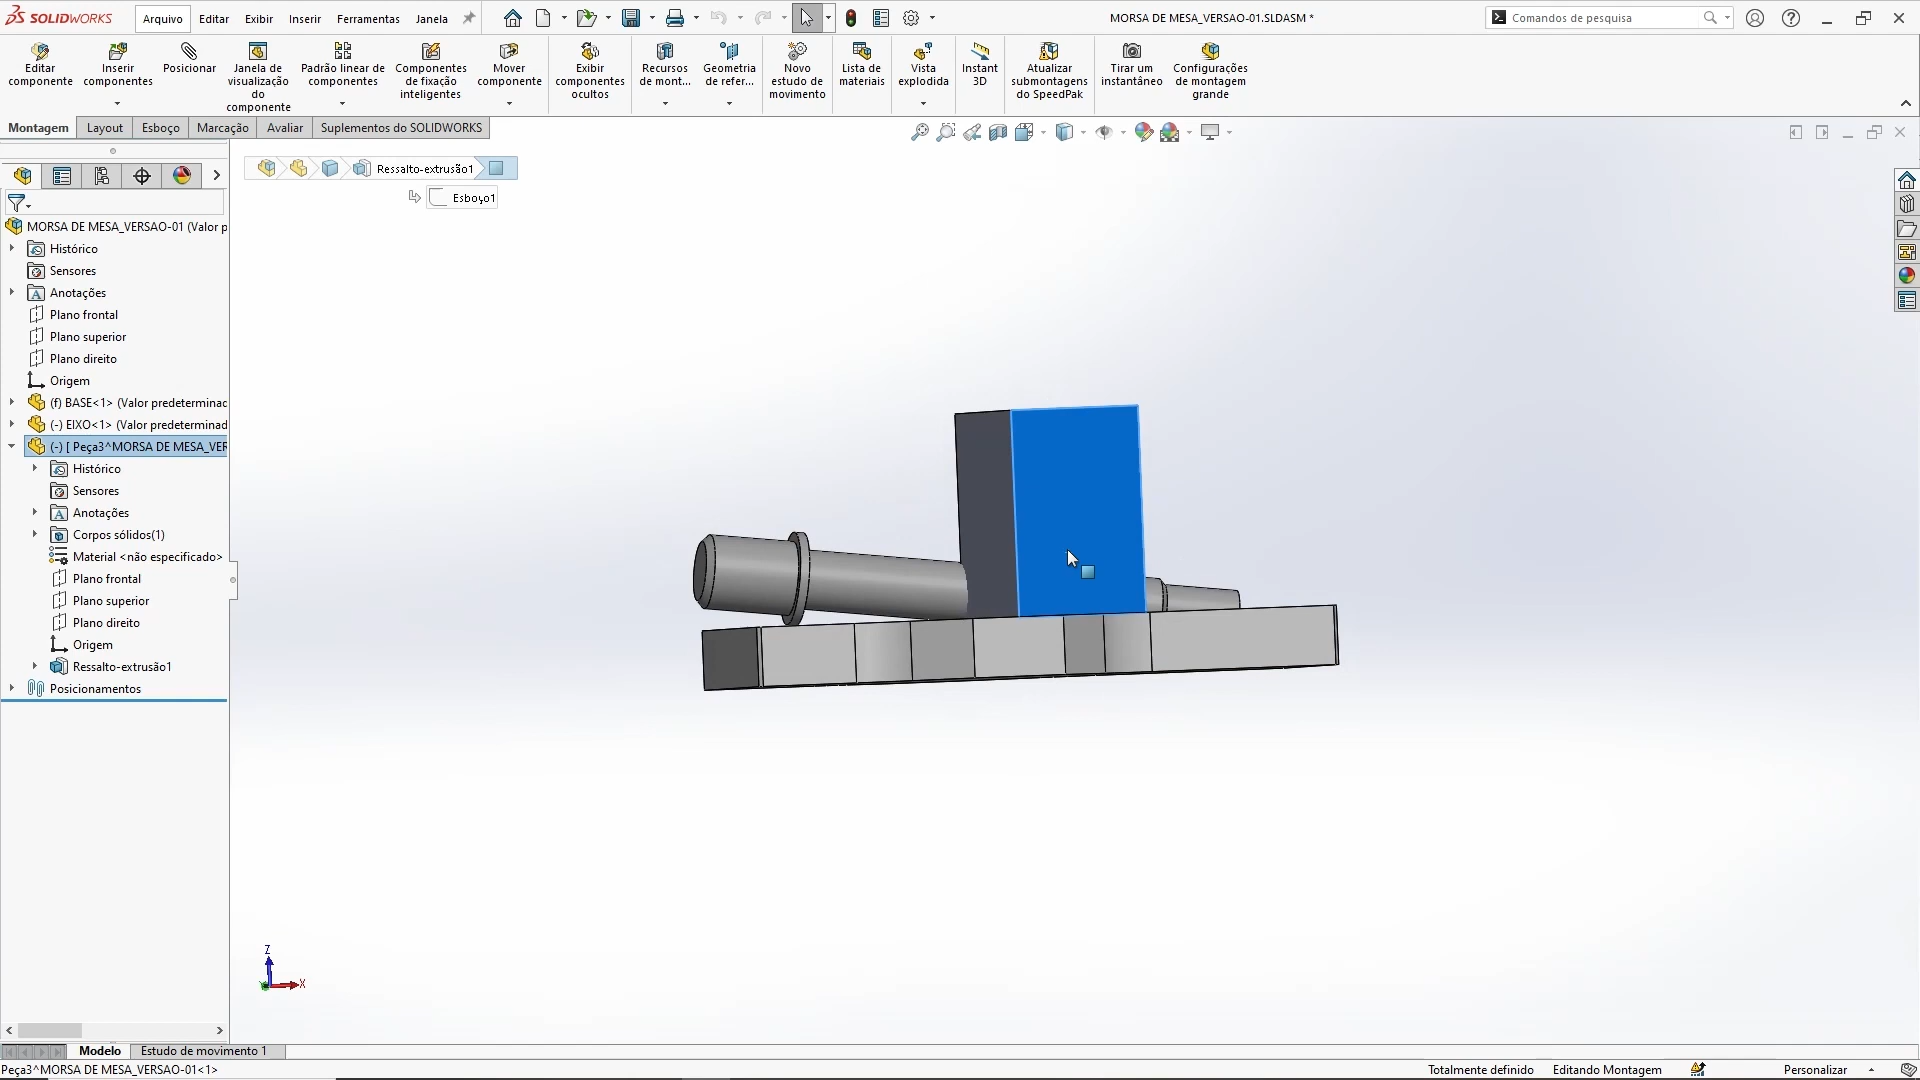 SOLIDWORKS
Arquivo Editar Exibir Inserir Ferramentas Janela
MORSA DE MESA_VERSAO-01.SLDASM *
Comandos de pesquisa
Editar componente
Inserir componentes
Posicionar
Janela de visualização do componente
Padrão linear de componentes
Componentes de fixação inteligentes
Mover componente
Exibir componentes ocultos
Recursos de mont...
Geometria de refer...
Novo estudo de movimento
Lista de materiais
Vista explodida
Instant 3D
Atualizar submontagens do SpeedPak
Tirar um instantâneo
Configurações de montagem grande
Montagem Layout Esboço Marcação Avaliar Suplementos do SOLIDWORKS
Ressalto-extrusão1
Esboço1
MORSA DE MESA_VERSAO-01 (Valor p
Histórico
Sensores
Anotações
Plano frontal
Plano superior
Plano direito
Origem
(f) BASE<1> (Valor predeterminac
(-) EIXO<1> (Valor predeterminad
(-) [ Peça3^MORSA DE MESA_VER
Histórico
Sensores
Anotações
Corpos sólidos(1)
Material <não especificado>
Plano frontal
Plano superior
Plano direito
Origem
Ressalto-extrusão1
Posicionamentos
Z
X
Modelo Estudo de movimento 1
Peça3^MORSA DE MESA_VERSAO-01<1>
Totalmente definido Editando Montagem Personalizar